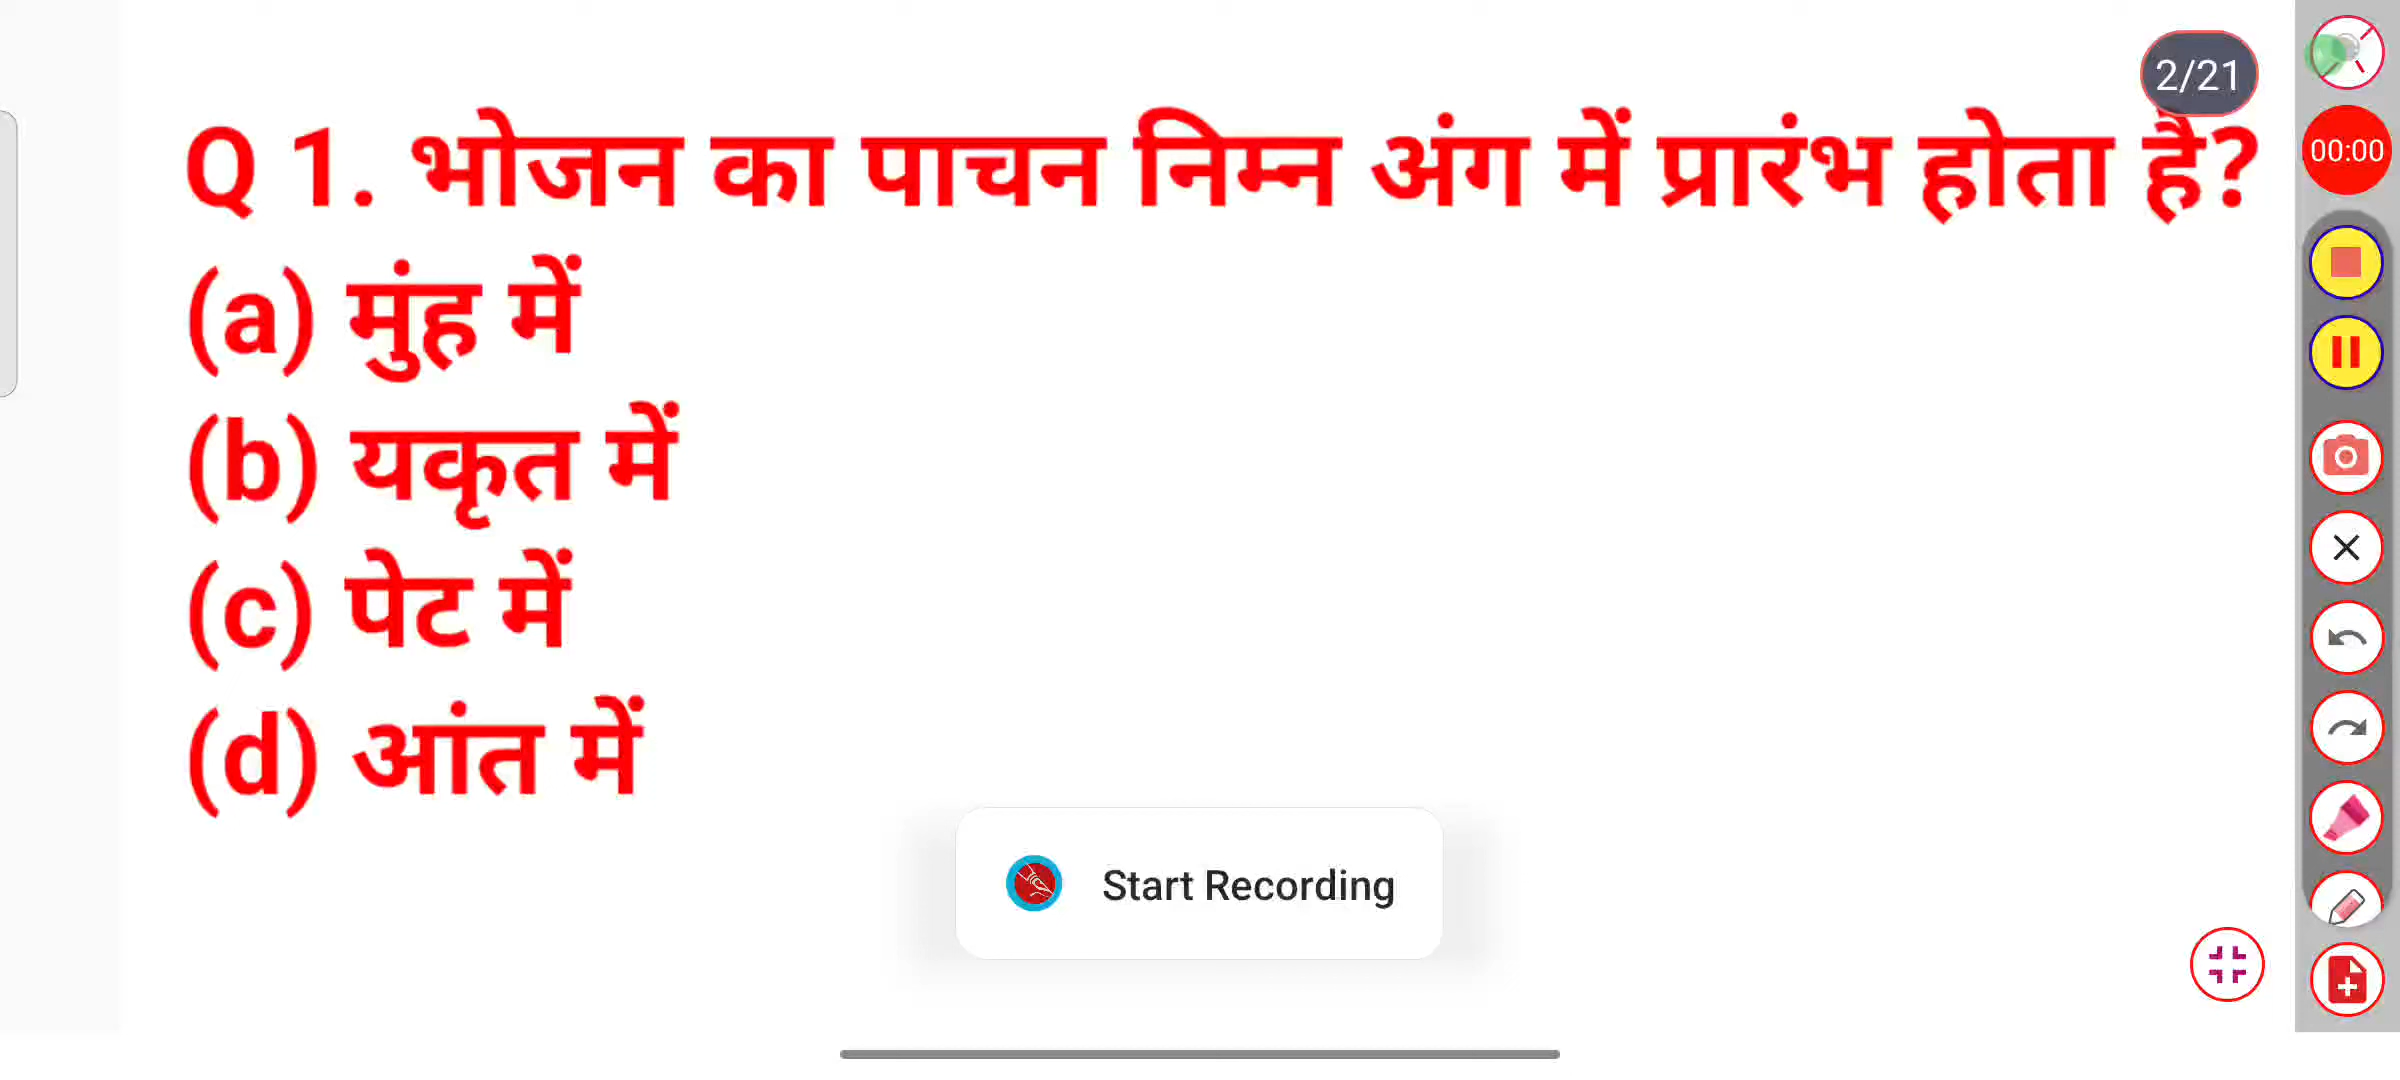 2/21
00:00
Q 1. भोजन का पाचन निम्न अंग में प्रारंभ होता है?
(a) मुंह में
(b) यकृत में
(c) पेट में
(d) आंत में
Start Recording